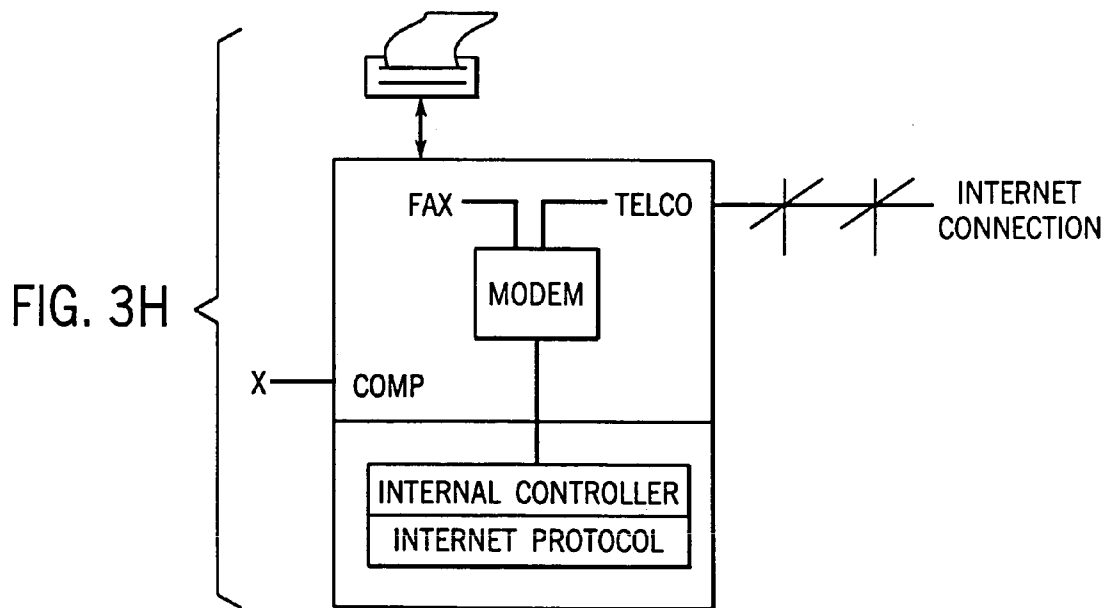 FAX
TELCO
INTERNET
CONNECTION
MODEM
FIG. 3H
X
COMP
INTERNAL CONTROLLER
INTERNET PROTOCOL